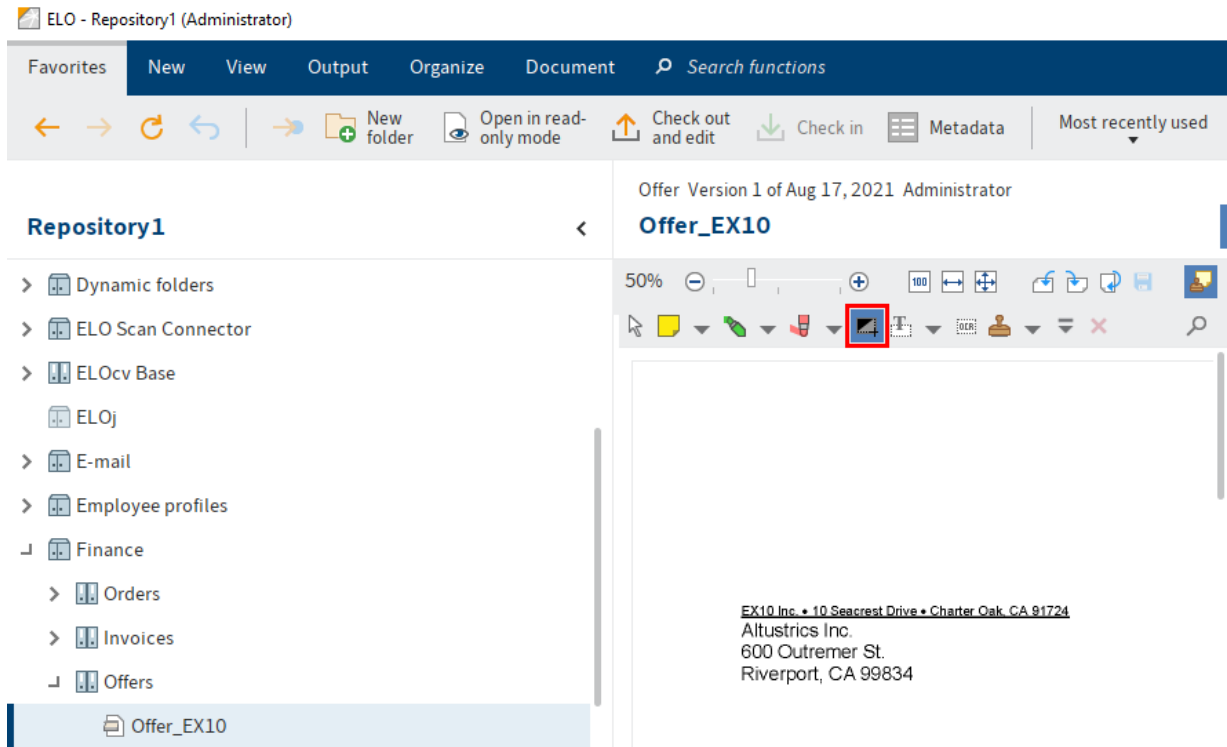 ELO - Repository1 (Administrator)
Favorites New View Output Organize Document Search functions
New folder
Open in read-only mode
Check out and edit
Check in
Metadata
Most recently used
Repository1
Dynamic folders
ELO Scan Connector
ELOcv Base
ELOj
E-mail
Employee profiles
Finance
Orders
Invoices
Offers
Offer_EX10
Offer Version 1 of Aug 17, 2021 Administrator
Offer_EX10
50%
100
T
OCR
EX10 Inc. • 10 Seacrest Drive • Charter Oak, CA 91724
Altustrics Inc.
600 Outremer St.
Riverport, CA 99834